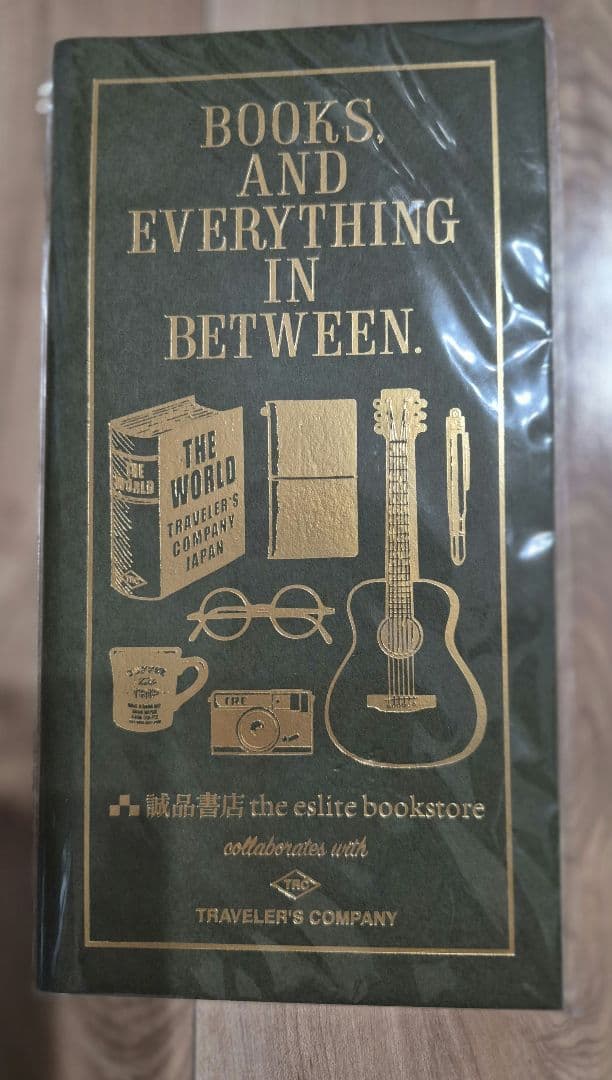 BOOKS,
AND
EVERYTHING
IN
BETWEEN.
THE
WORLD
THE
WORLD
TRAVELER'S
COMPANY
JAPAN
TRC
TRC
誠品書店 the eslite bookstore
collaborates with
TRC
TRAVELER'S COMPANY